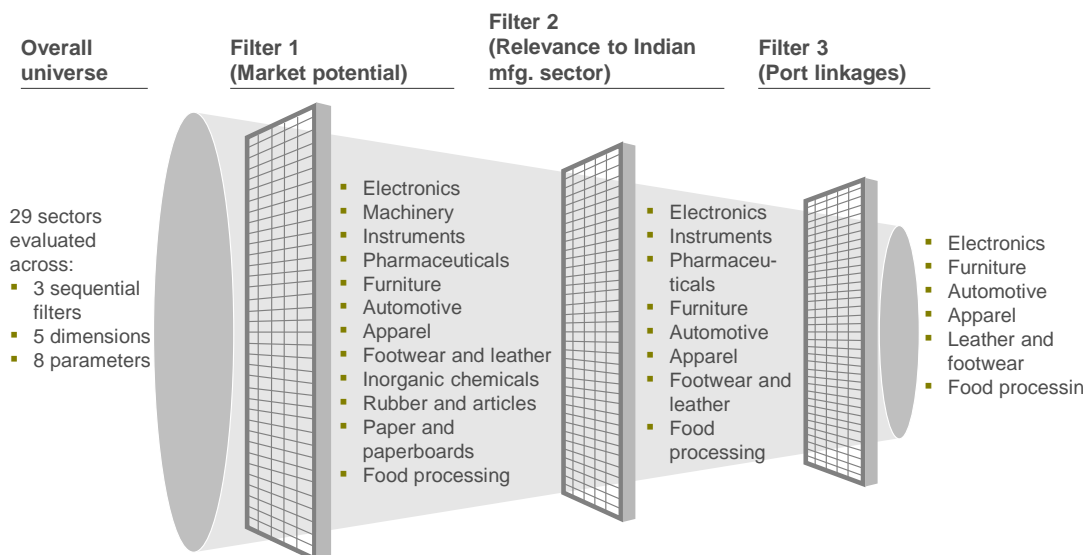 Overall
universe
Filter 1
(Market potential)
Filter 2
(Relevance to Indian
mfg. sector)
Filter 3
(Port linkages)
29 sectors
evaluated
across:
▪ 3 sequential
filters
▪ 5 dimensions
▪ 8 parameters
▪ Electronics
▪ Machinery
▪ Instruments
▪ Pharmaceuticals
▪ Furniture
▪ Automotive
▪ Apparel
▪ Footwear and leather
▪ Inorganic chemicals
▪ Rubber and articles
▪ Paper and
paperboards
▪ Food processing
▪ Electronics
▪ Instruments
▪ Pharmaceu-
ticals
▪ Furniture
▪ Automotive
▪ Apparel
▪ Footwear and
leather
▪ Food
processing
▪ Electronics
▪ Furniture
▪ Automotive
▪ Apparel
▪ Leather and
footwear
▪ Food processin